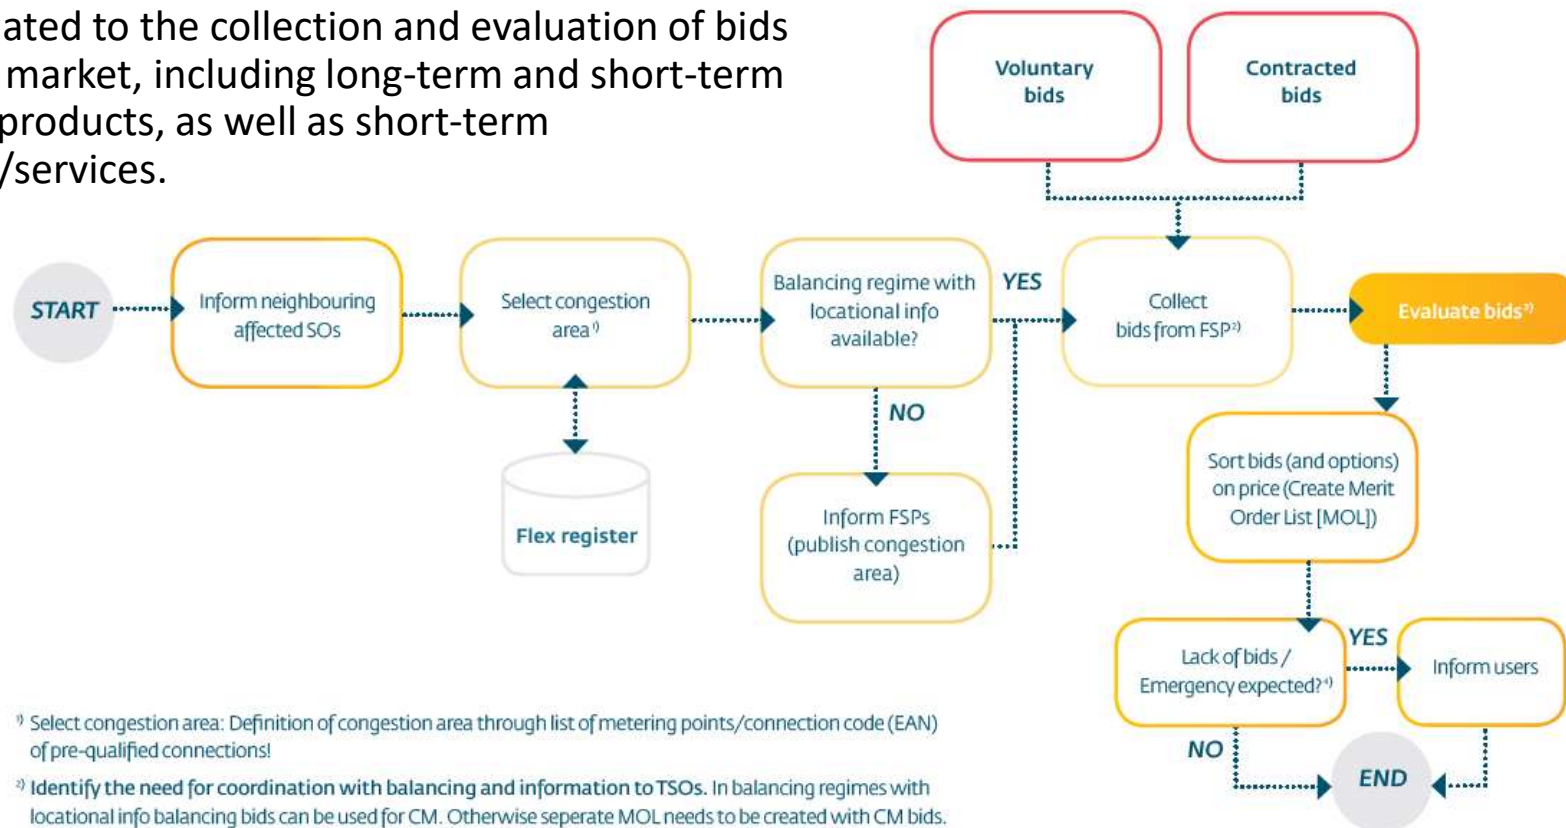 ated to the collection and evaluation of bids
market, including long-term and short-term
products, as well as short-term
/services.
Voluntary
bids
Contracted
bids
START
Inform neighbouring
affected SOs
Select congestion
area ¹⁾
Flex register
Balancing regime with
locational info
available?
YES
NO
Inform FSPs
(publish congestion
area)
Collect
bids from FSP²⁾
Evaluate bids³⁾
Sort bids (and options)
on price (Create Merit
Order List [MOL])
Lack of bids /
Emergency expected?⁴⁾
YES
Inform users
NO
END
¹⁾ Select congestion area: Definition of congestion area through list of metering points/connection code (EAN)
of pre-qualified connections!
²⁾ Identify the need for coordination with balancing and information to TSOs. In balancing regimes with
locational info balancing bids can be used for CM. Otherwise seperate MOL needs to be created with CM bids.